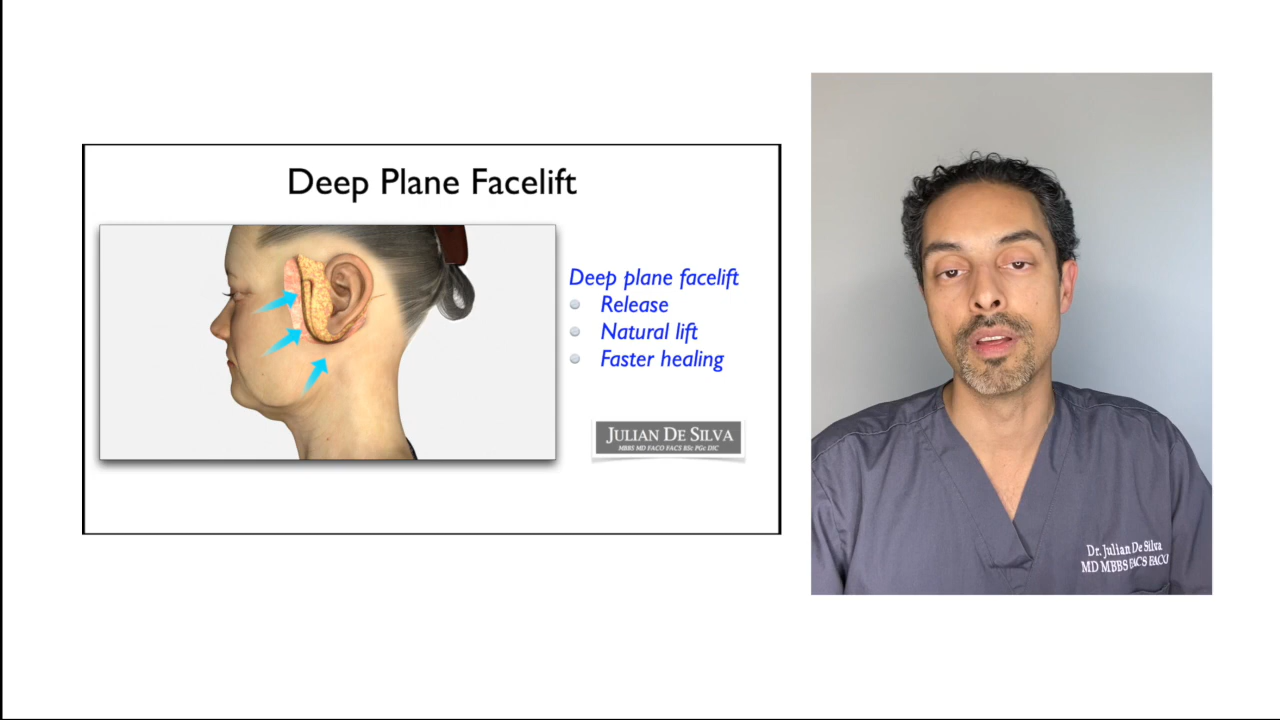 Deep Plane Facelift
Deep plane facelift
Release
Natural lift
Faster healing
JULIAN DE SILVA
MBBS MD FACO FACS BSc PGc DIC
Dr. Julian De Silva
MD MBBS FACS FACO